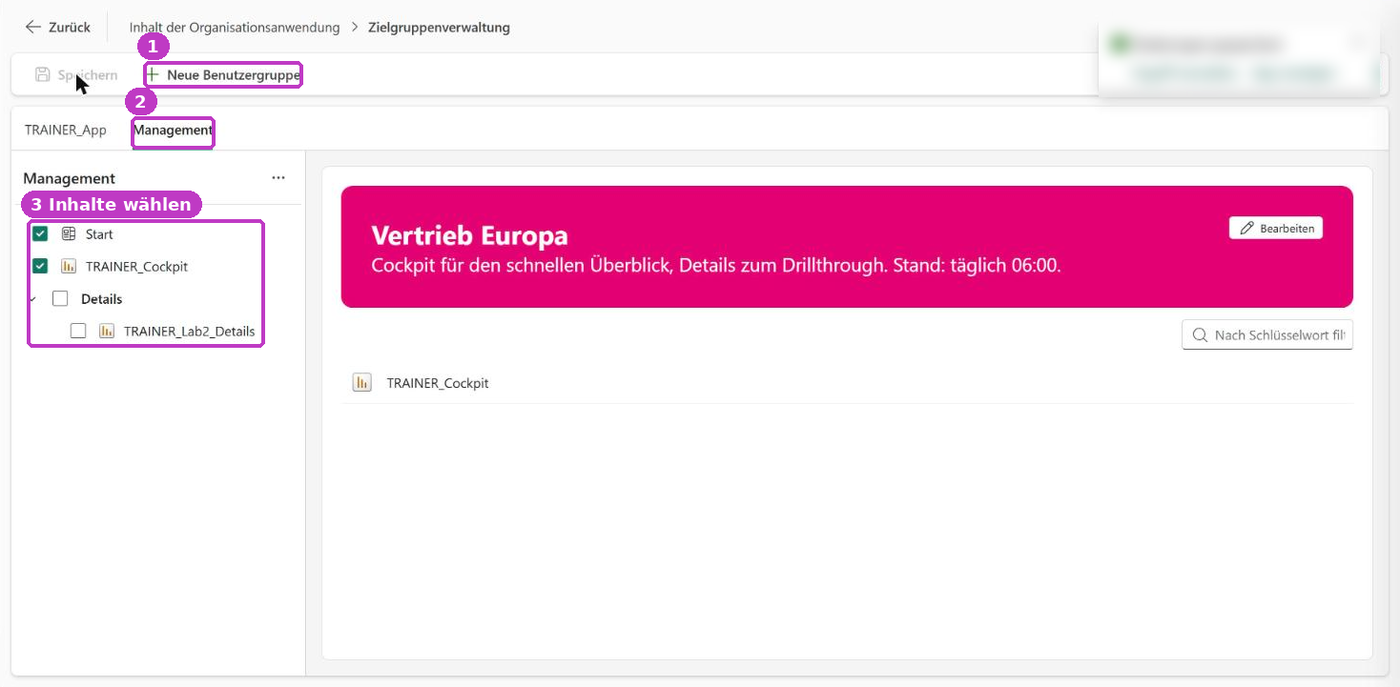 Zurück
Inhalt der Organisationsanwendung > Zielgruppenverwaltung
1
Speichern
+ Neue Benutzergruppe
2
TRAINER_App
Management
Management
...
3 Inhalte wählen
Start
TRAINER_Cockpit
Details
TRAINER_Lab2_Details
Vertrieb Europa
Bearbeiten
Cockpit für den schnellen Überblick, Details zum Drillthrough. Stand: täglich 06:00.
Nach Schlüsselwort filt
TRAINER_Cockpit